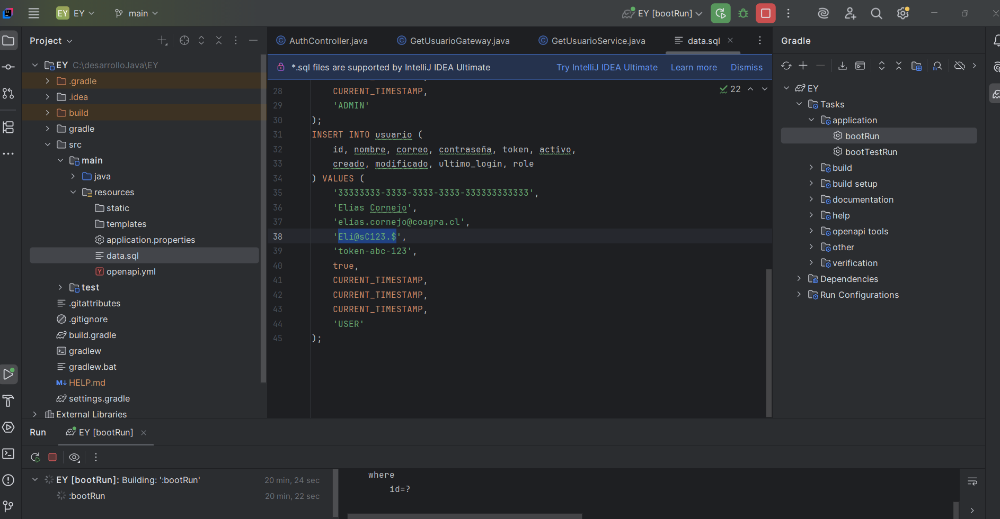 EY EY
main
EY [bootRun]
Project
AuthController.java
GetUsuarioGateway.java
GetUsuarioService.java
data.sql
Gradle
*.sql files are supported by IntelliJ IDEA Ultimate
Try IntelliJ IDEA Ultimate
Learn more
Dismiss
EY C:\desarrolloJava\EY
.gradle
.idea
build
gradle
src
main
java
resources
static
templates
application.properties
data.sql
openapi.yml
test
.gitattributes
.gitignore
build.gradle
gradlew
gradlew.bat
HELP.md
settings.gradle
External Libraries
22
28 CURRENT_TIMESTAMP,
29 'ADMIN'
30 );
31 INSERT INTO usuario (
32 id, nombre, correo, contraseña, token, activo,
33 creado, modificado, ultimo_login, role
34 ) VALUES (
35 '33333333-3333-3333-3333-333333333333',
36 'Elias Cornejo',
37 'elias.cornejo@coagra.cl',
38 'Eli@sC123.$',
39 'token-abc-123',
40 true,
41 CURRENT_TIMESTAMP,
42 CURRENT_TIMESTAMP,
43 CURRENT_TIMESTAMP,
44 'USER'
45 );
EY
Tasks
application
bootRun
bootTestRun
build
build setup
documentation
help
openapi tools
other
verification
Dependencies
Run Configurations
Run
EY [bootRun]
EY [bootRun]: Building: ':bootRun' 20 min, 24 sec
:bootRun 20 min, 22 sec
where
id=?